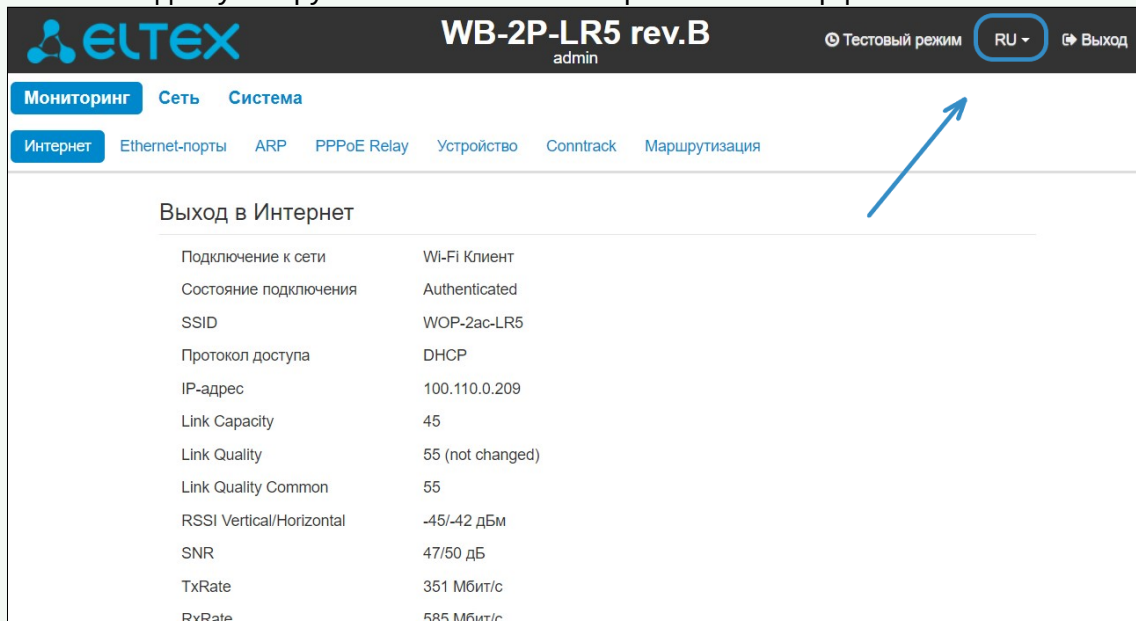 ELTEX
WB-2P-LR5 rev.B
admin
Тестовый режим
RU
Выход
Мониторинг Сеть Система
Интернет Ethernet-порты ARP PPPoE Relay Устройство Conntrack Маршрутизация
Выход в Интернет
Подключение к сети Wi-Fi Клиент
Состояние подключения Authenticated
SSID WOP-2ac-LR5
Протокол доступа DHCP
IP-адрес 100.110.0.209
Link Capacity 45
Link Quality 55 (not changed)
Link Quality Common 55
RSSI Vertical/Horizontal -45/-42 дБм
SNR 47/50 дБ
TxRate 351 Мбит/с
RxRate 585 Мбит/с